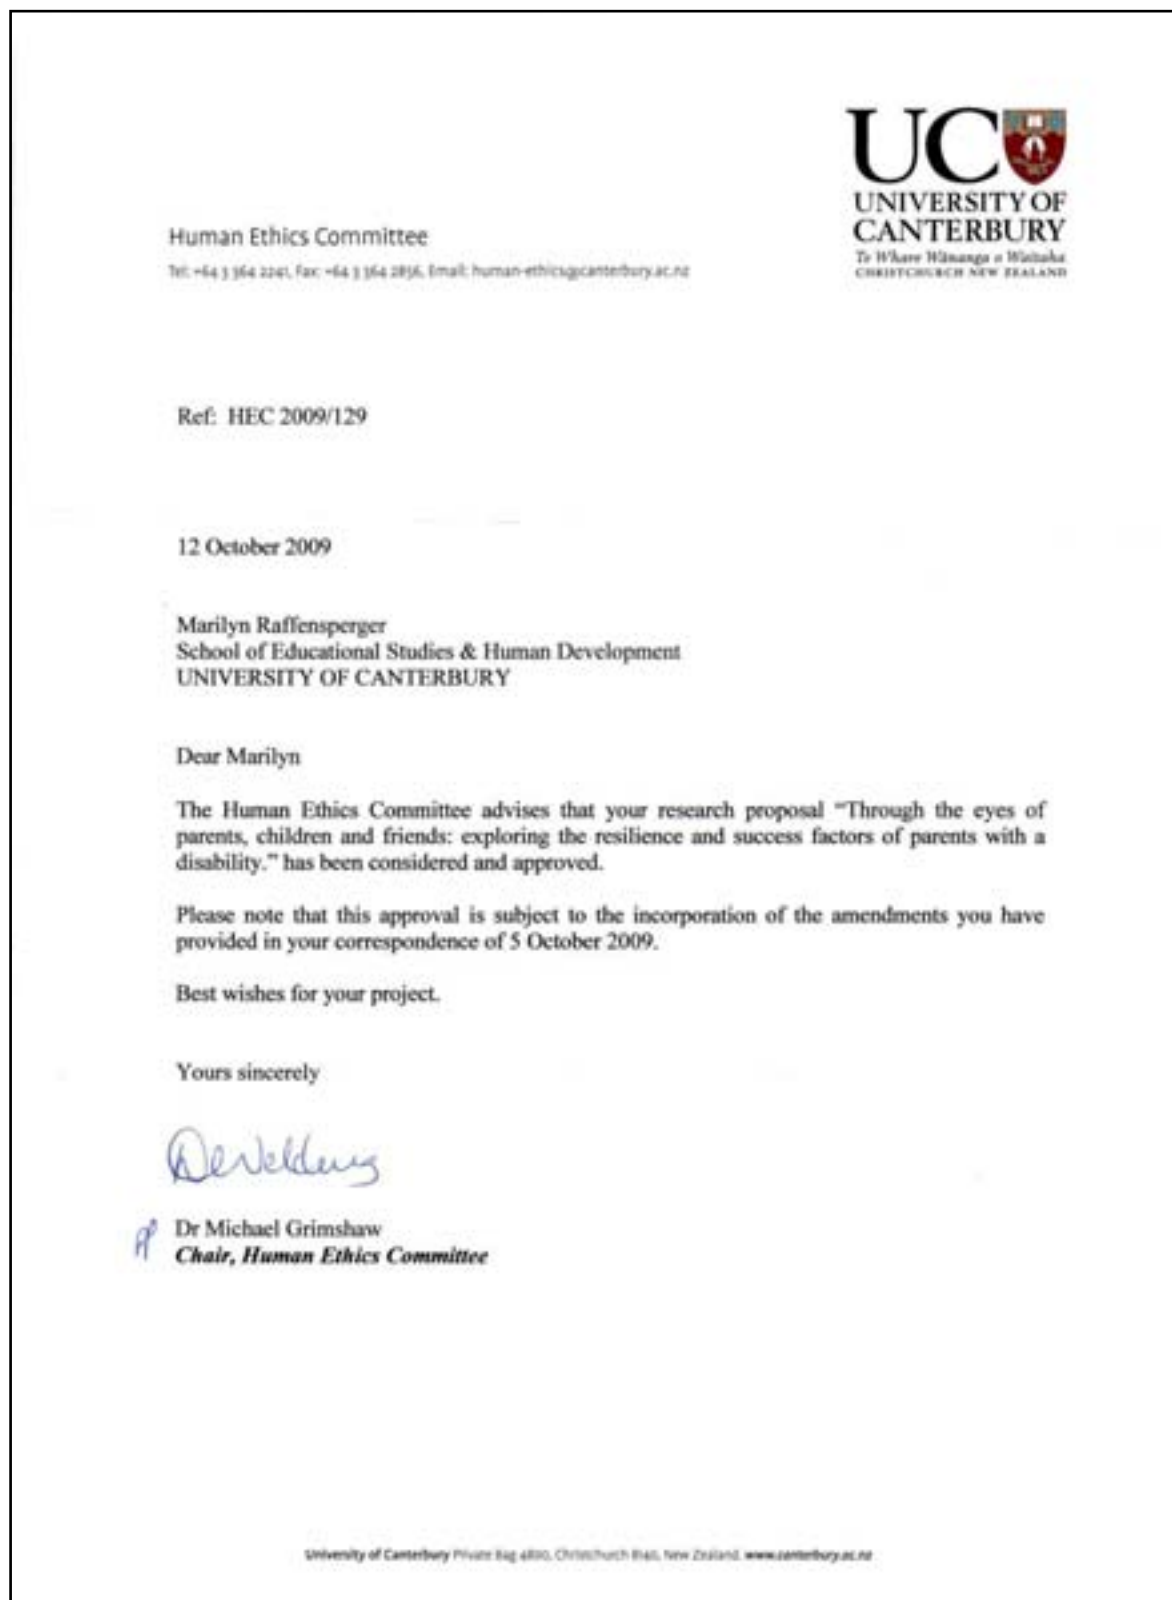 UC
UNIVERSITY OF
CANTERBURY
Te Whare Wānanga o Waitaha
CHRISTCHURCH NEW ZEALAND
Human Ethics Committee
Tel: +64 3 364 2241, Fax: +64 3 364 2856, Email: human-ethics@canterbury.ac.nz
Ref: HEC 2009/129
12 October 2009
Marilyn Raffensperger
School of Educational Studies & Human Development
UNIVERSITY OF CANTERBURY
Dear Marilyn
The Human Ethics Committee advises that your research proposal “Through the eyes of
parents, children and friends: exploring the resilience and success factors of parents with a
disability.” has been considered and approved.
Please note that this approval is subject to the incorporation of the amendments you have
provided in your correspondence of 5 October 2009.
Best wishes for your project.
Yours sincerely
Dr Michael Grimshaw
Chair, Human Ethics Committee
University of Canterbury Private Bag 4800, Christchurch 8140, New Zealand. www.canterbury.ac.nz